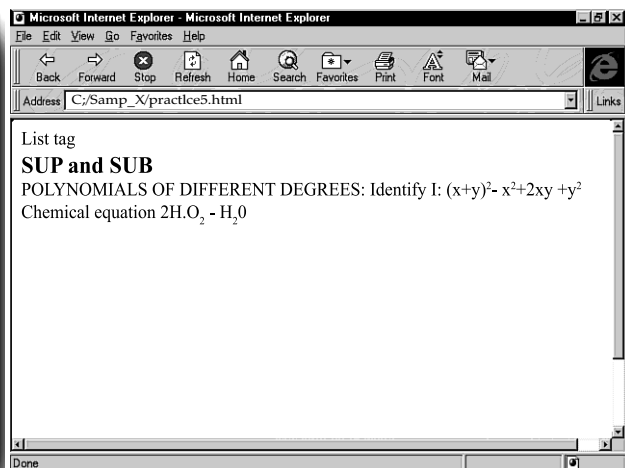 Microsoft Internet Explorer - Microsoft Internet Explorer
File Edit View Go Favorites Help
Back Forward Stop Refresh Home Search Favorites Print Font Mail
Address C;/Samp_X/practlce5.html Links
List tag
SUP and SUB
POLYNOMIALS OF DIFFERENT DEGREES: Identify I: (x+y)²- x²+2xy +y²
Chemical equation 2H.O₂ - H₂0
Done